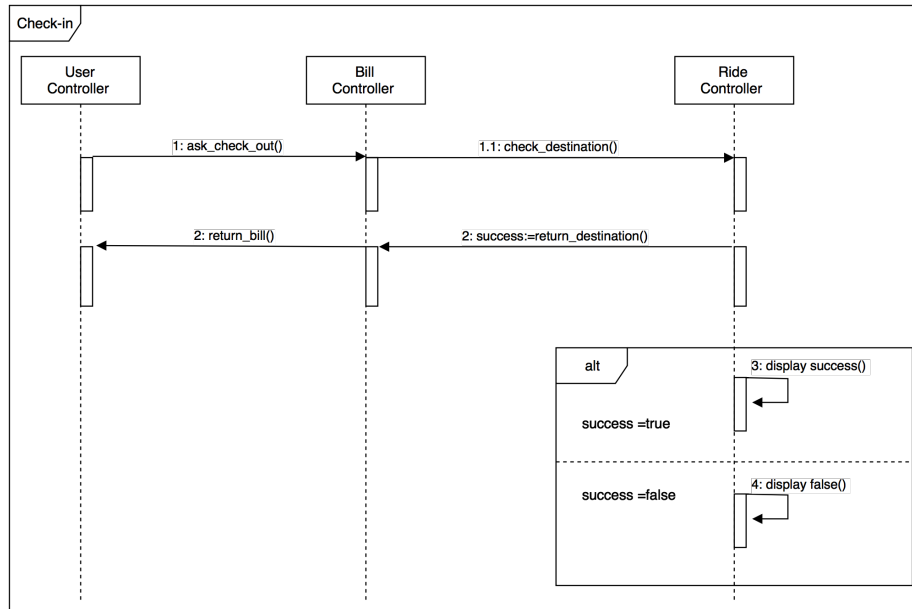 Check-in
User
Controller
Bill
Controller
Ride
Controller
1: ask_check_out()
1.1: check_destination()
2: return_bill()
2: success:=return_destination()
alt
3: display success()
success =true
4: display false()
success =false